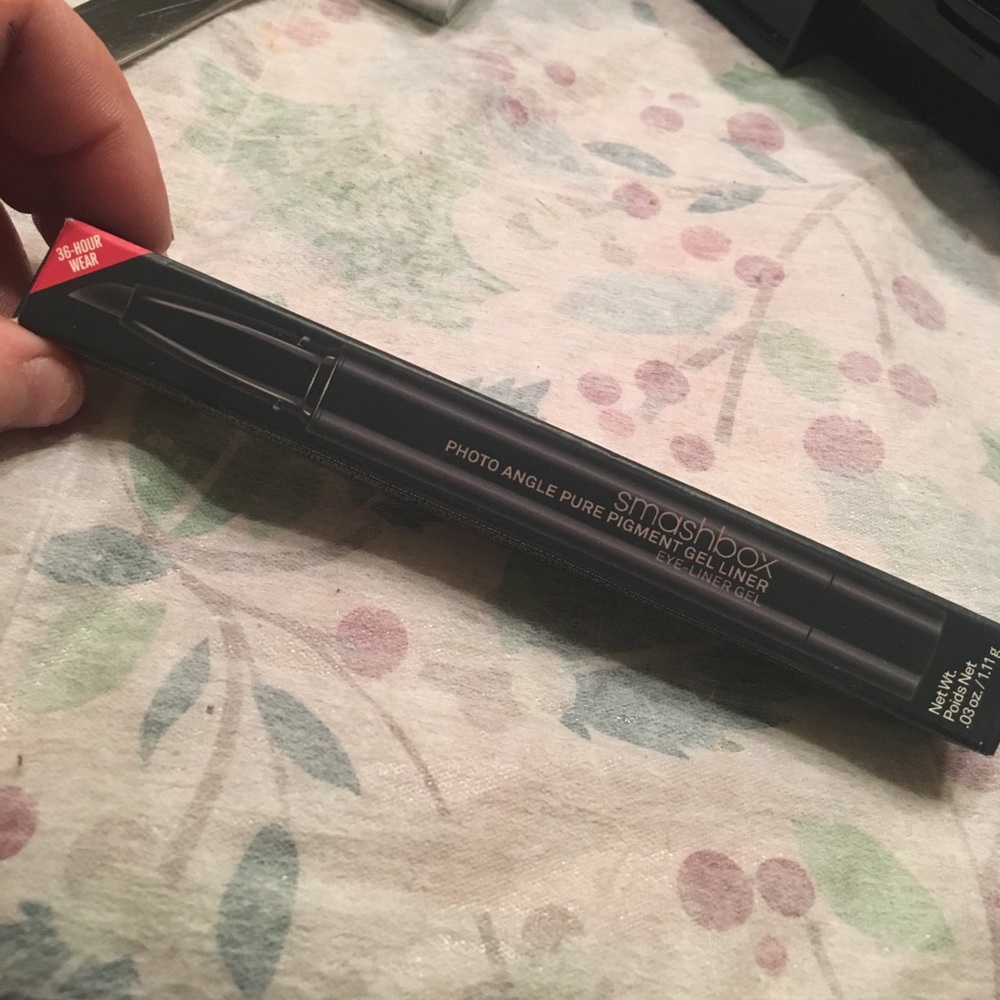 36-HOUR
WEAR
smashbox
PHOTO ANGLE PURE PIGMENT GEL LINER
EYE-LINER GEL
Net Wt.
Poids Net
.03 oz. / 1.11 g